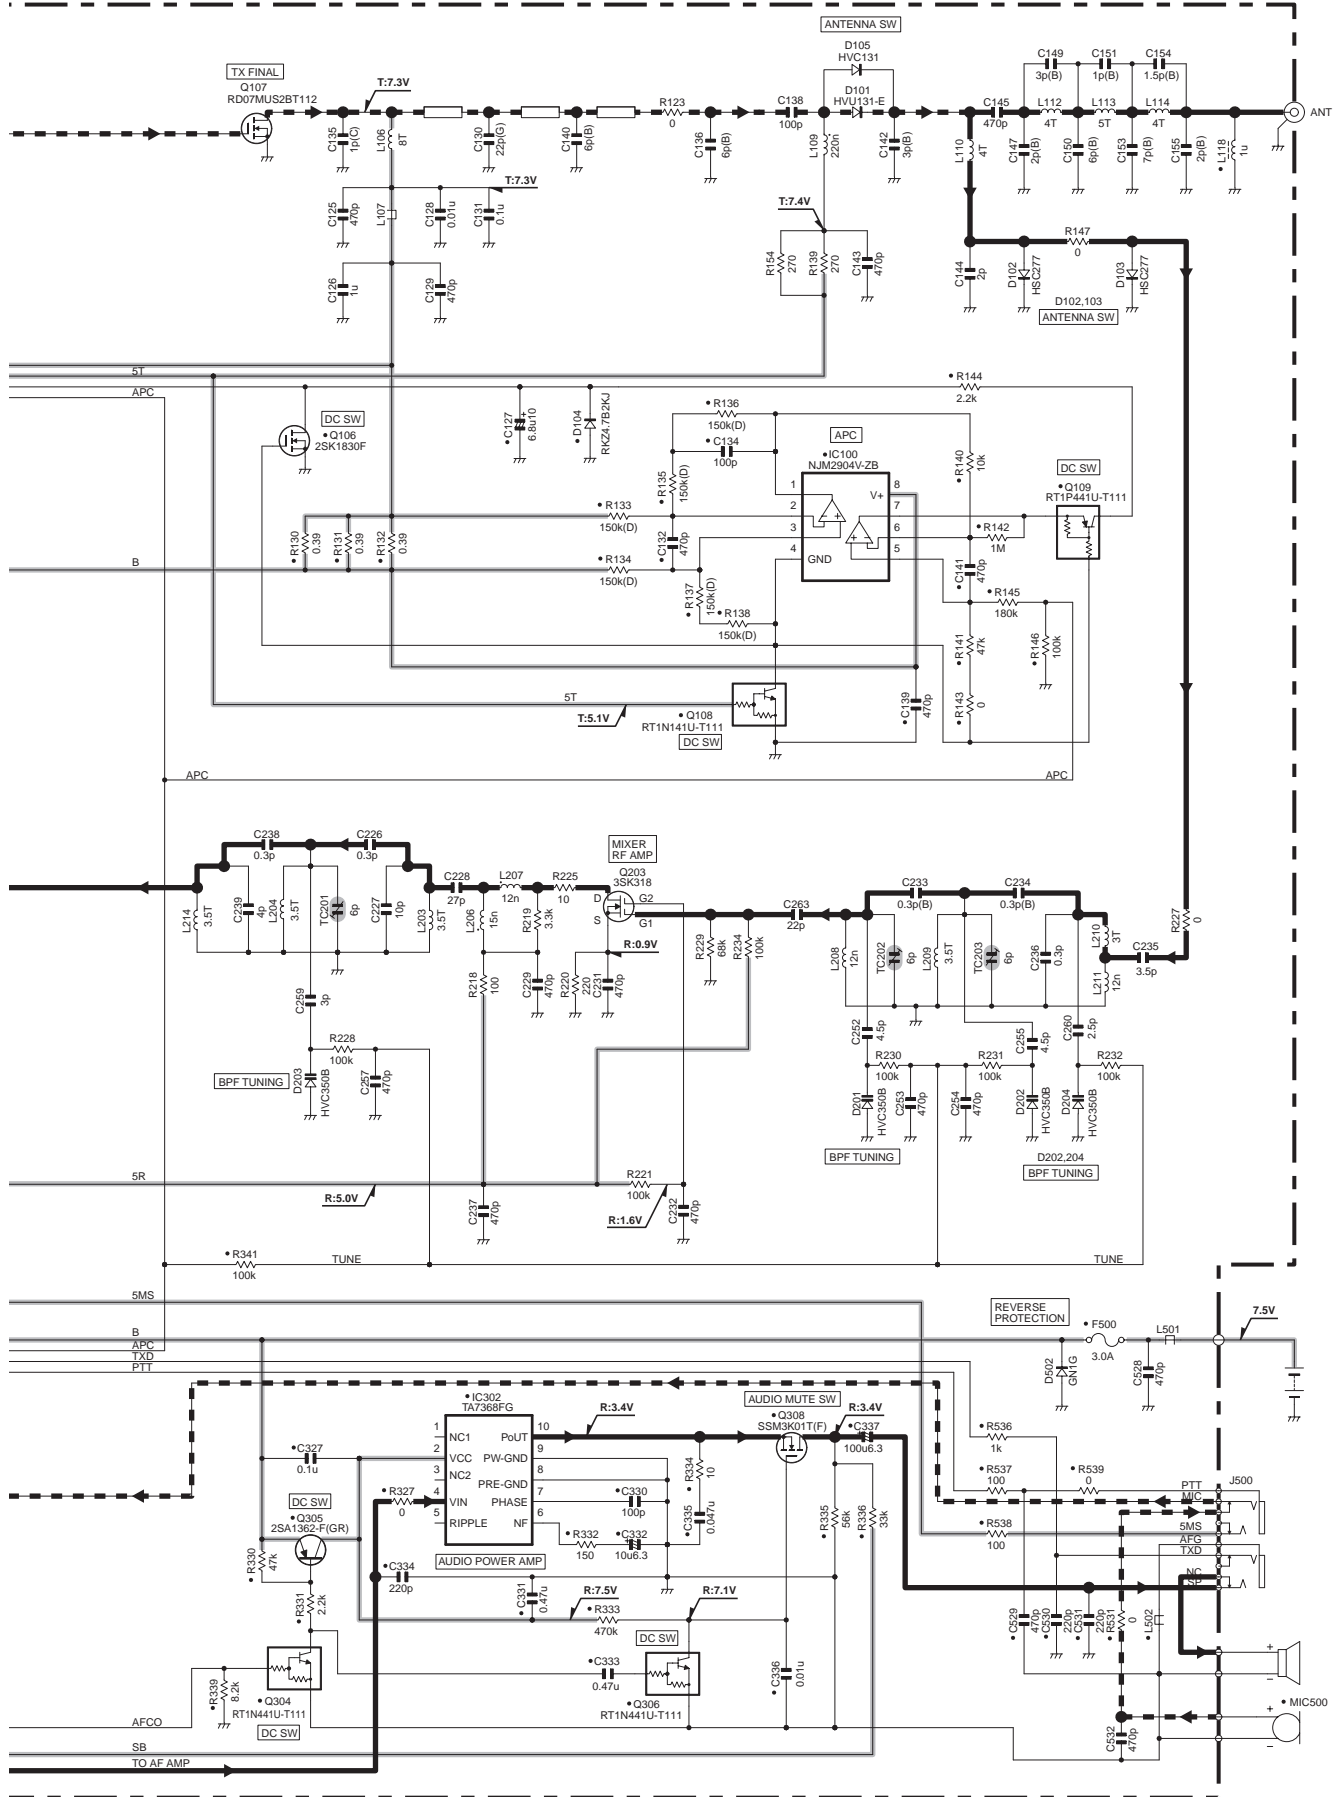 ANTENNA SW
D105
HVC131
D101
HVU131-E
TX FINAL
Q107
RD07MUS2BT112
T:7.3V
C135
1p(C)
L106
8T
C130
22p(G)
C140
6p(B)
R123
0
C136
6p(B)
C138
100p
L109
220n
C142
3p(B)
L110
4T
C145
470p
C149
3p(B)
C151
1p(B)
C154
1.5p(B)
L112
4T
L113
5T
L114
4T
C147
2p(B)
C150
6p(B)
C153
7p(B)
C155
2p(B)
L118
1u
ANT
T:7.3V
C125
470p
L107
C128
0.01u
C131
0.1u
C126
1u
C129
470p
T:7.4V
R154
270
R139
270
C143
470p
C144
2p
D102
HSC277
R147
0
D103
HSC277
D102,103
ANTENNA SW
5T
APC
DC SW
Q106
2SK1830F
C127
6.8u10
+
D104
RKZ4.7B2KJ
R144
2.2k
R136
150k(D)
C134
100p
R135
150k(D)
APC
IC100
NJM2904V-ZB
1
2
3
4
GND
8
V+
7
6
5
R140
10k
DC SW
Q109
RT1P441U-T111
R142
1M
R133
150k(D)
R130
0.39
R131
0.39
R132
0.39
C132
470p
B
R134
150k(D)
R137
150k(D)
R138
150k(D)
C141
470p
R145
180k
R141
47k
R146
100k
R143
0
C139
470p
5T
T:5.1V
Q108
RT1N141U-T111
DC SW
APC
APC
C238
0.3p
C226
0.3p
L214
3.5T
C239
4p
L204
3.5T
TC201
6p
C227
10p
L203
3.5T
C228
27p
L207
12n
R225
10
L206
15n
R219
3.3k
MIXER
RF AMP
Q203
3SK318
D
G2
S
G1
R:0.9V
R218
100
C229
470p
R220
220
C231
470p
R229
68k
R234
100k
C263
22p
C233
0.3p(B)
C234
0.3p(B)
L208
12n
TC202
6p
L209
3.5T
TC203
6p
C236
0.3p
L210
3T
L211
12n
C235
3.5p
R227
0
C259
3p
R228
100k
BPF TUNING
D203
HVC350B
C257
470p
C252
4.5p
R230
100k
R231
100k
C255
4.5p
C260
2.5p
R232
100k
D201
HVC350B
C253
470p
C254
470p
D202
HVC350B
D204
HVC350B
BPF TUNING
D202,204
BPF TUNING
5R
R:5.0V
C237
470p
R221
100k
R:1.6V
C232
470p
R341
100k
TUNE
TUNE
5MS
B
APC
TXD
PTT
REVERSE
PROTECTION
F500
3.0A
L501
7.5V
D502
GN1G
C528
470p
IC302
TA7368FG
1
NC1
2
VCC
3
NC2
4
VIN
5
RIPPLE
10
PoUT
9
PW-GND
8
PRE-GND
7
PHASE
6
NF
AUDIO POWER AMP
R:3.4V
AUDIO MUTE SW
Q308
SSM3K01T(F)
R:3.4V
C337
100u6.3
C327
0.1u
R327
0
DC SW
Q305
2SA1362-F(GR)
R330
47k
R331
2.2k
C334
220p
C330
100p
R332
150
C332
10u6.3
R334
10
C335
0.047u
R335
56k
R336
33k
C331
0.47u
R:7.5V
R333
470k
R:7.1V
DC SW
C333
0.47u
Q306
RT1N441U-T111
C336
0.01u
R339
8.2k
Q304
RT1N441U-T111
DC SW
AFCO
SB
TO AF AMP
R536
1k
R537
100
R539
0
R538
100
J500
PTT
MIC
5MS
AFG
TXD
NC
SP
C529
470p
C530
220p
C531
220p
R531
0
L502
+
−
MIC500
+
−
C532
470p